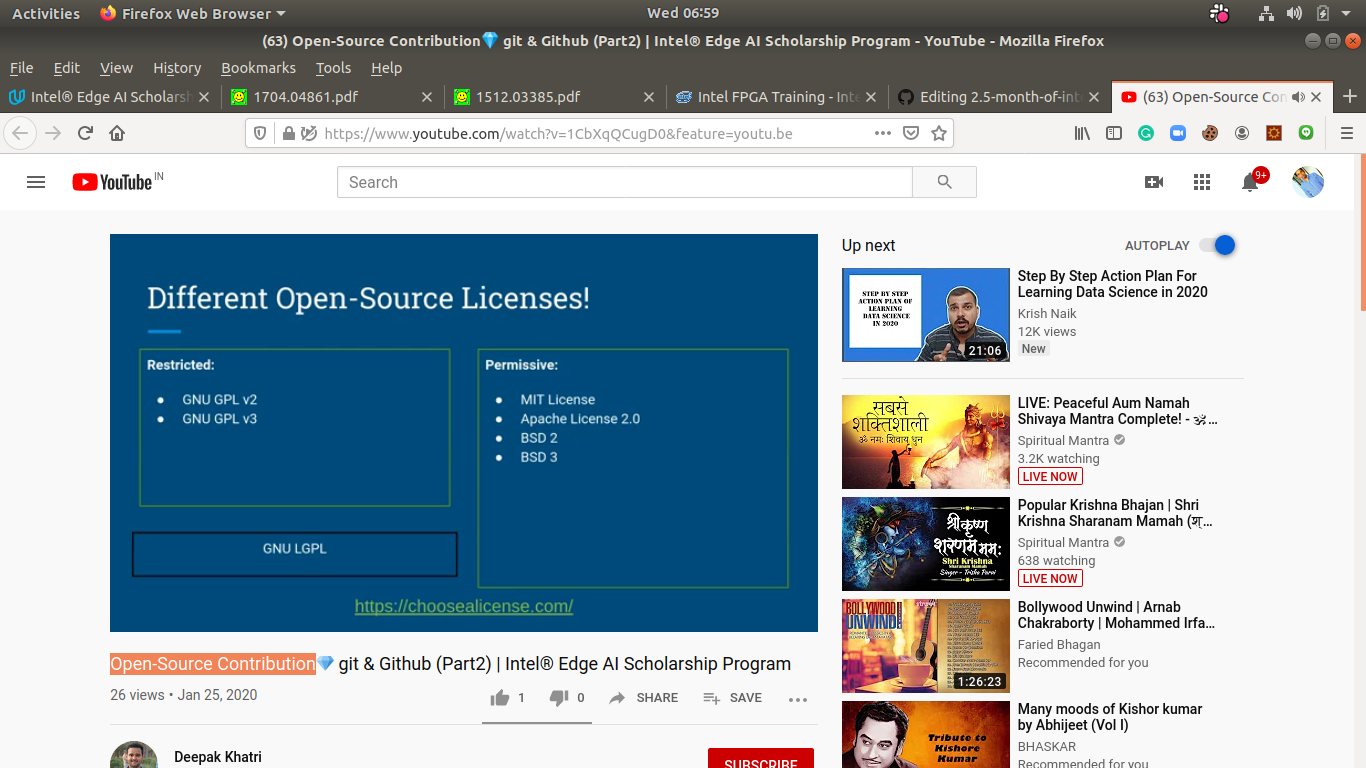 Activities Firefox Web Browser Wed 06:59
(63) Open-Source Contribution💎 git & Github (Part2) | Intel® Edge AI Scholarship Program - YouTube - Mozilla Firefox
File Edit View History Bookmarks Tools Help
Intel® Edge AI Scholarsh 1704.04861.pdf 1512.03385.pdf Intel FPGA Training - Inte Editing 2.5-month-of-inte (63) Open-Source Con
https://www.youtube.com/watch?v=1CbXqQCugD0&feature=youtu.be
YouTube IN
Search
9+
Different Open-Source Licenses!
Restricted:
GNU GPL v2
GNU GPL v3
GNU LGPL
Permissive:
MIT License
Apache License 2.0
BSD 2
BSD 3
https://choosealicense.com/
Open-Source Contribution💎 git & Github (Part2) | Intel® Edge AI Scholarship Program
26 views • Jan 25, 2020
1 0 SHARE SAVE
Deepak Khatri
SUBSCRIBE
Up next
AUTOPLAY
STEP BY STEP
ACTION PLAN OF
LEARNING
DATA SCIENCE
IN 2020
21:06
Step By Step Action Plan For
Learning Data Science in 2020
Krish Naik
12K views
New
सबसे
शक्तिशाली
ॐ नमः शिवाय धुन
LIVE: Peaceful Aum Namah
Shivaya Mantra Complete! - ॐ…
Spiritual Mantra
3.2K watching
LIVE NOW
श्री कृष्ण
शरणम ममः
Shri Krishna
Sharanam Mamah
Singer - Trisha Parui
Popular Krishna Bhajan | Shri
Krishna Sharanam Mamah (श्…
Spiritual Mantra
638 watching
LIVE NOW
BOLLYWOOD
UNWIND
1:26:23
Bollywood Unwind | Arnab
Chakraborty | Mohammed Irfa…
Faried Bhagan
Recommended for you
Tribute to
Kishore
Kumar
Many moods of Kishor kumar
by Abhijeet (Vol I)
BHASKAR
Recommended for you